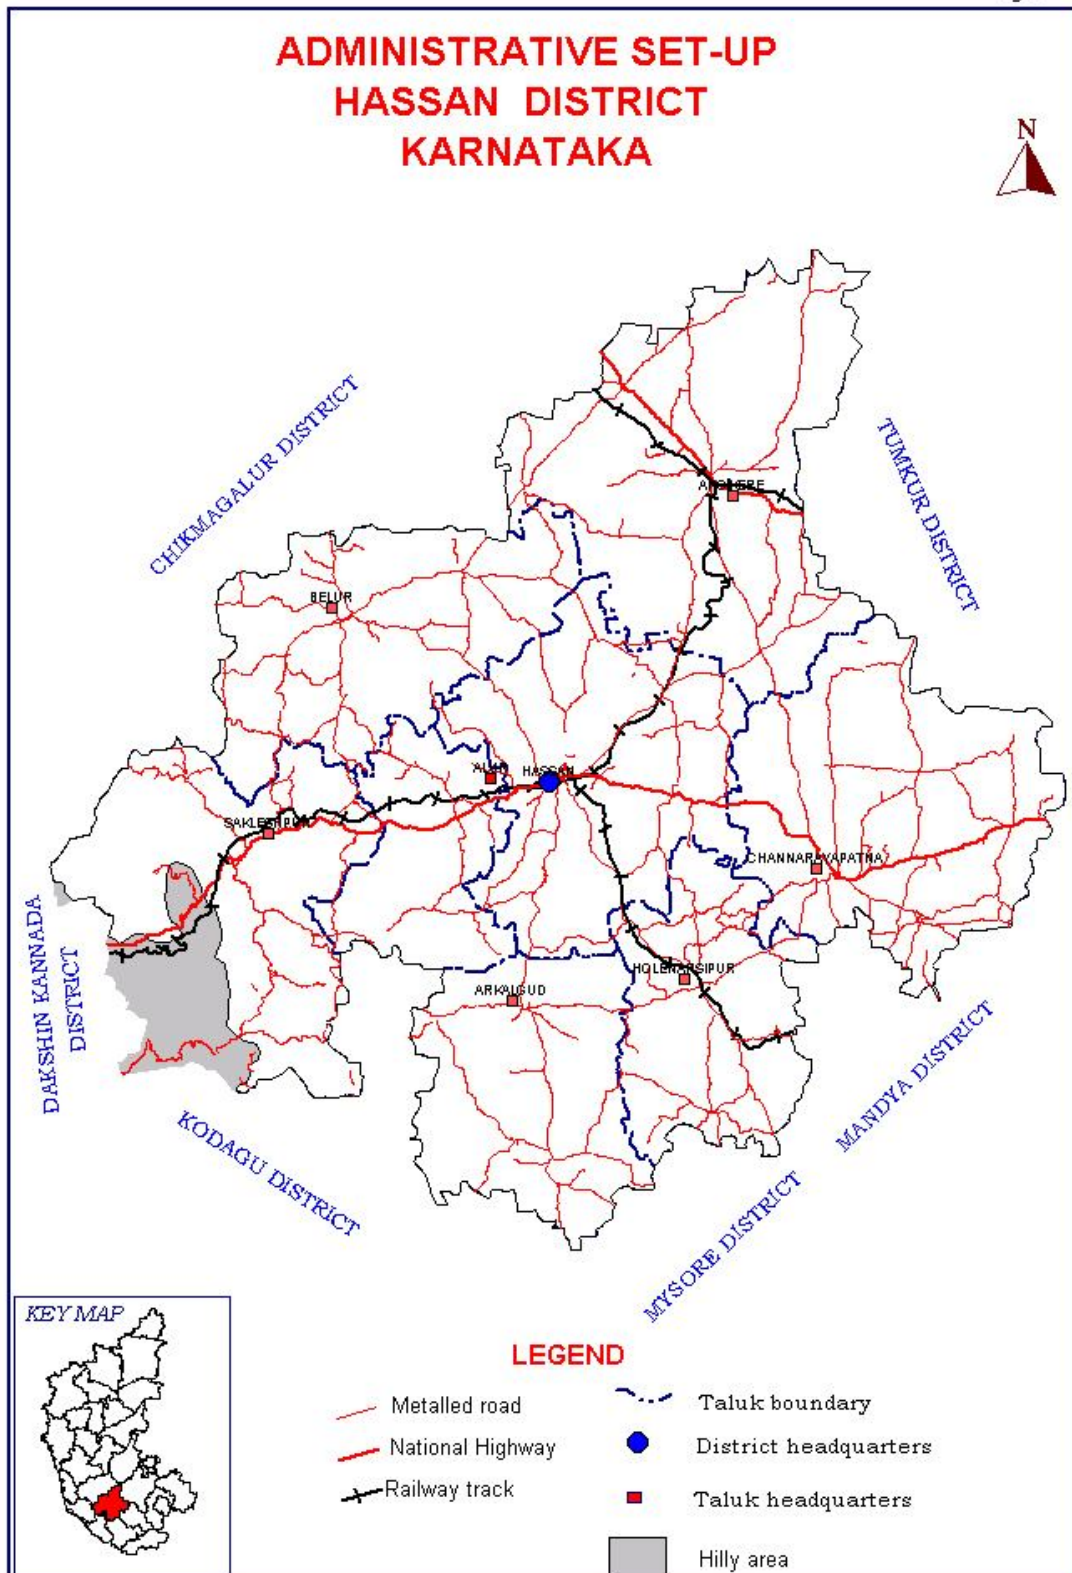 ADMINISTRATIVE SET-UP
HASSAN DISTRICT
KARNATAKA
N
CHIKMAGALUR DISTRICT
TUMKUR DISTRICT
BELUR
HASSAN
SAKLESHPUR
CHANNARAYAPATNA
HOLENARSIPUR
ARKALGUD
DAKSHIN KANNADA
DISTRICT
KODAGU DISTRICT
MANDYA DISTRICT
MYSORE DISTRICT
KEY MAP
LEGEND
Metalled road
National Highway
Railway track
Taluk boundary
District headquarters
Taluk headquarters
Hilly area